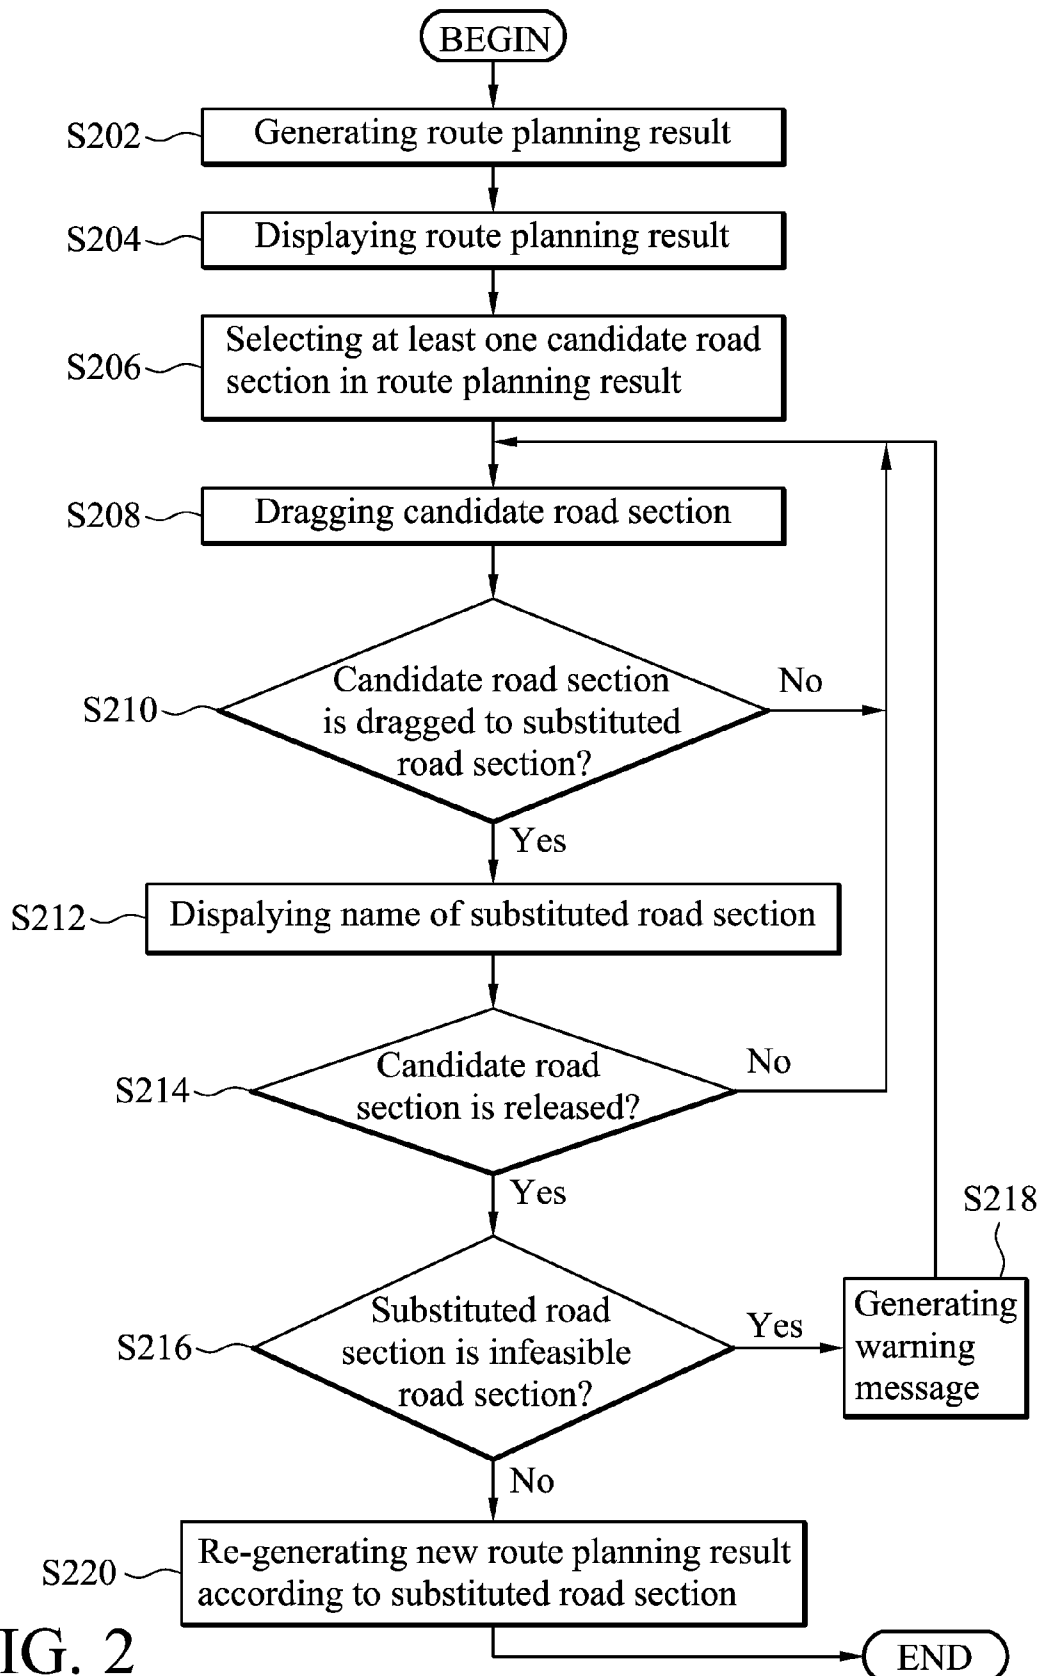 BEGIN
S202
Generating route planning result
S204
Displaying route planning result
S206
Selecting at least one candidate road
section in route planning result
S208
Dragging candidate road section
S210
Candidate road section
is dragged to substituted
road section?
No
Yes
S212
Dispalying name of substituted road section
S214
Candidate road
section is released?
No
Yes
S216
Substituted road
section is infeasible
road section?
Yes
S218
Generating
warning
message
No
S220
Re-generating new route planning result
according to substituted road section
IG. 2
END